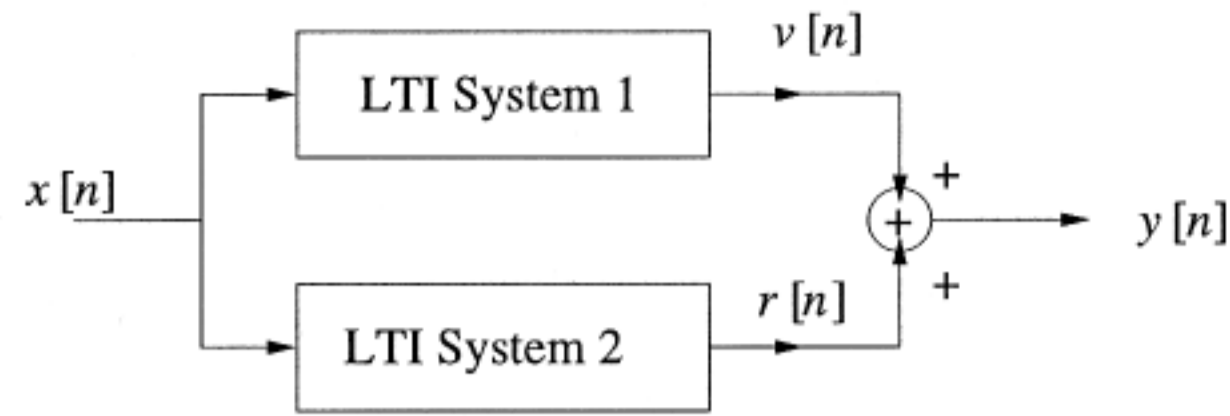 v [n]
LTI System 1
x [n]
+
+
y [n]
+
r [n]
LTI System 2